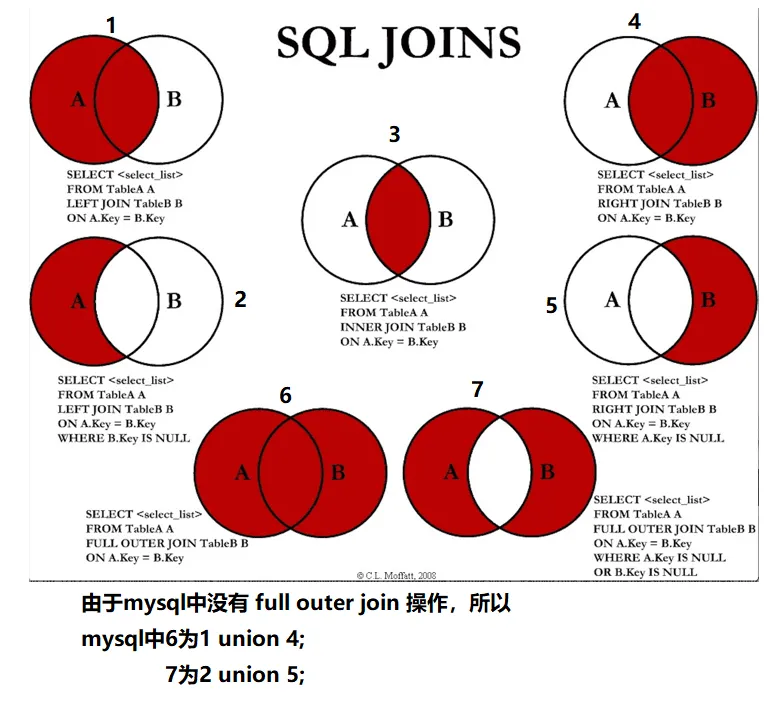 SQL JOINS
1
A B
SELECT <select_list>
FROM TableA A
LEFT JOIN TableB B
ON A.Key = B.Key
4
A B
SELECT <select_list>
FROM TableA A
RIGHT JOIN TableB B
ON A.Key = B.Key
3
A B
SELECT <select_list>
FROM TableA A
INNER JOIN TableB B
ON A.Key = B.Key
2
A B
SELECT <select_list>
FROM TableA A
LEFT JOIN TableB B
ON A.Key = B.Key
WHERE B.Key IS NULL
5
A B
SELECT <select_list>
FROM TableA A
RIGHT JOIN TableB B
ON A.Key = B.Key
WHERE A.Key IS NULL
6
A B
SELECT <select_list>
FROM TableA A
FULL OUTER JOIN TableB B
ON A.Key = B.Key
7
A B
SELECT <select_list>
FROM TableA A
FULL OUTER JOIN TableB B
ON A.Key = B.Key
WHERE A.Key IS NULL
OR B.Key IS NULL
© C.L. Moffatt, 2008
由于mysql中没有 full outer join 操作，所以
mysql中6为1 union 4;
7为2 union 5;